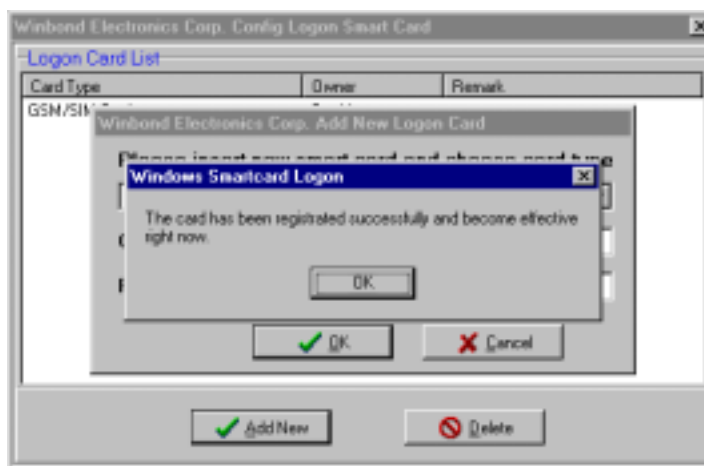 Winbond Electronics Corp. Config Logon Smart Card
Logon Card List
Card Type Owner Remark
GSM/SIM
Winbond Electronics Corp. Add New Logon Card
Please insert new smart card and choose card type
Windows Smartcard Logon
The card has been registrated successfully and become effective
right now.
OK
OK Cancel
Add New Delete